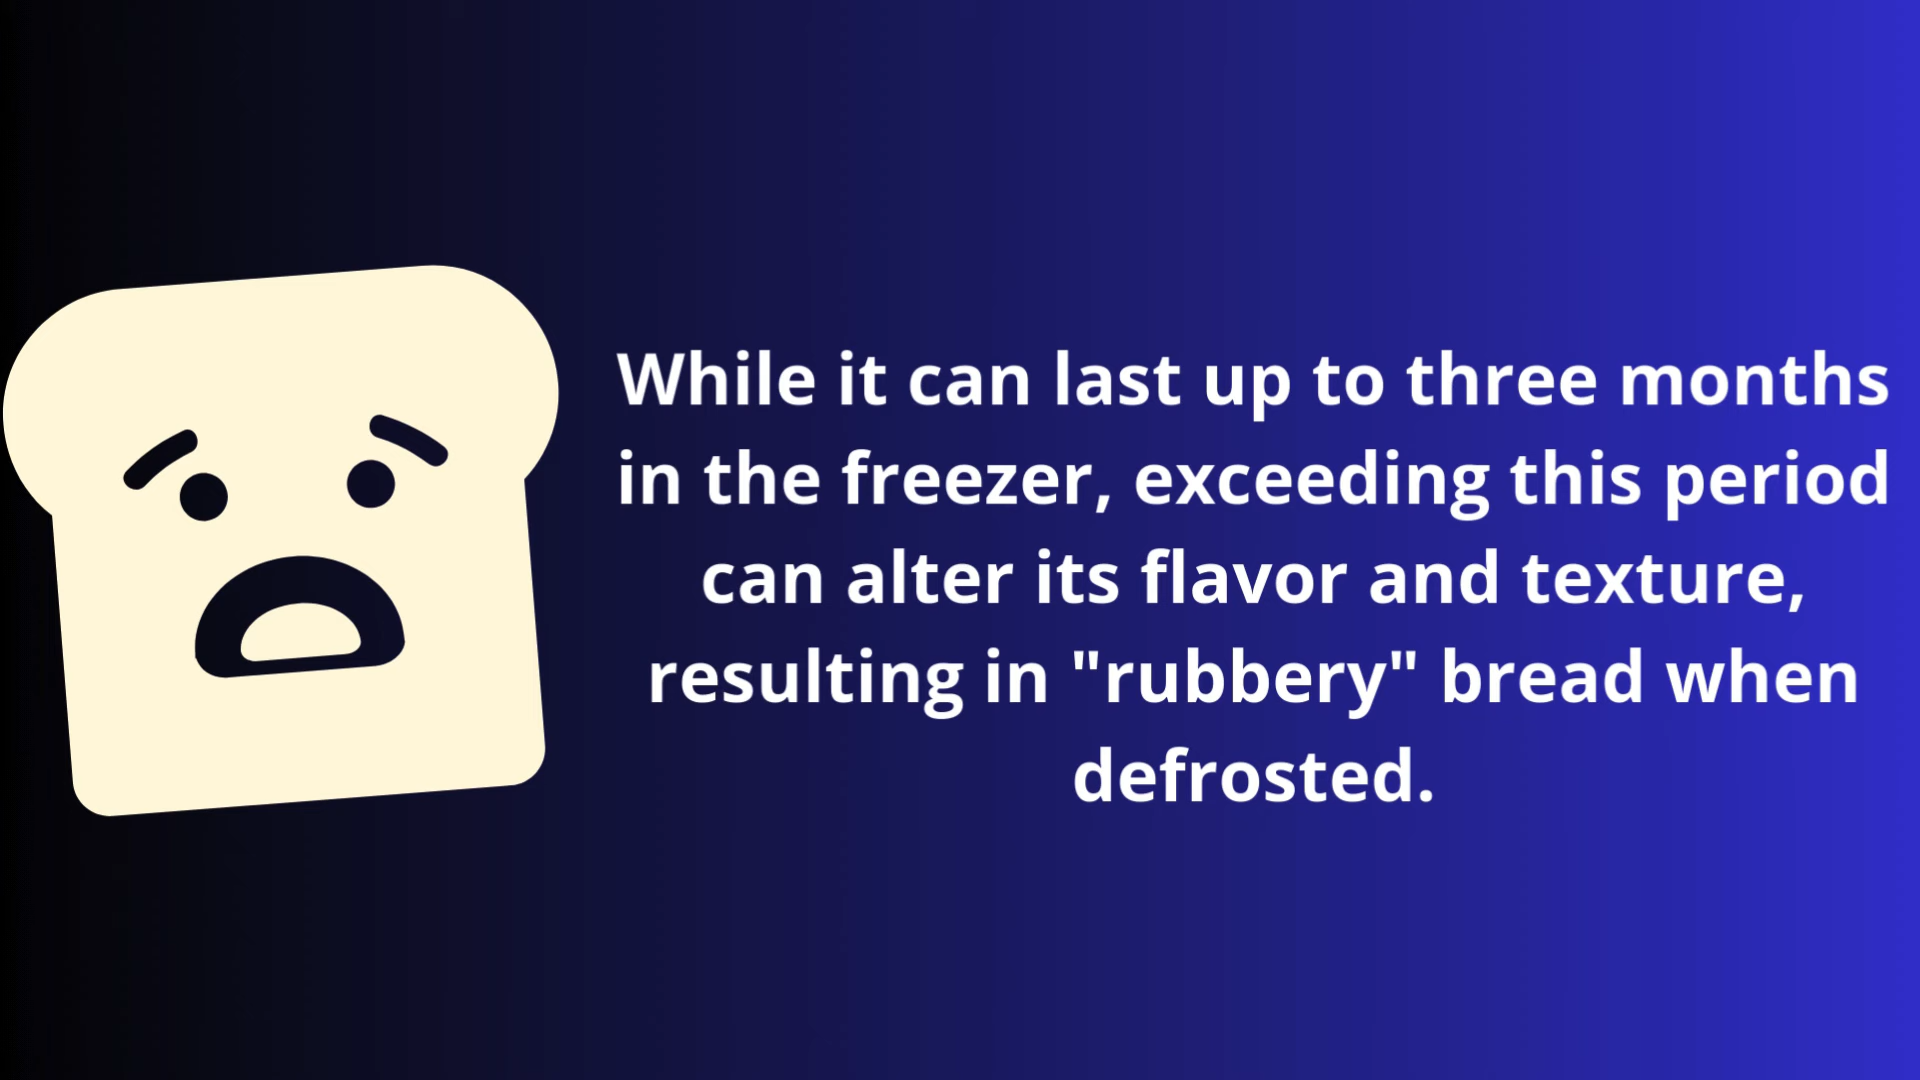 While it can last up to three months
in the freezer, exceeding this period
can alter its flavor and texture,
resulting in "rubbery" bread when
defrosted.